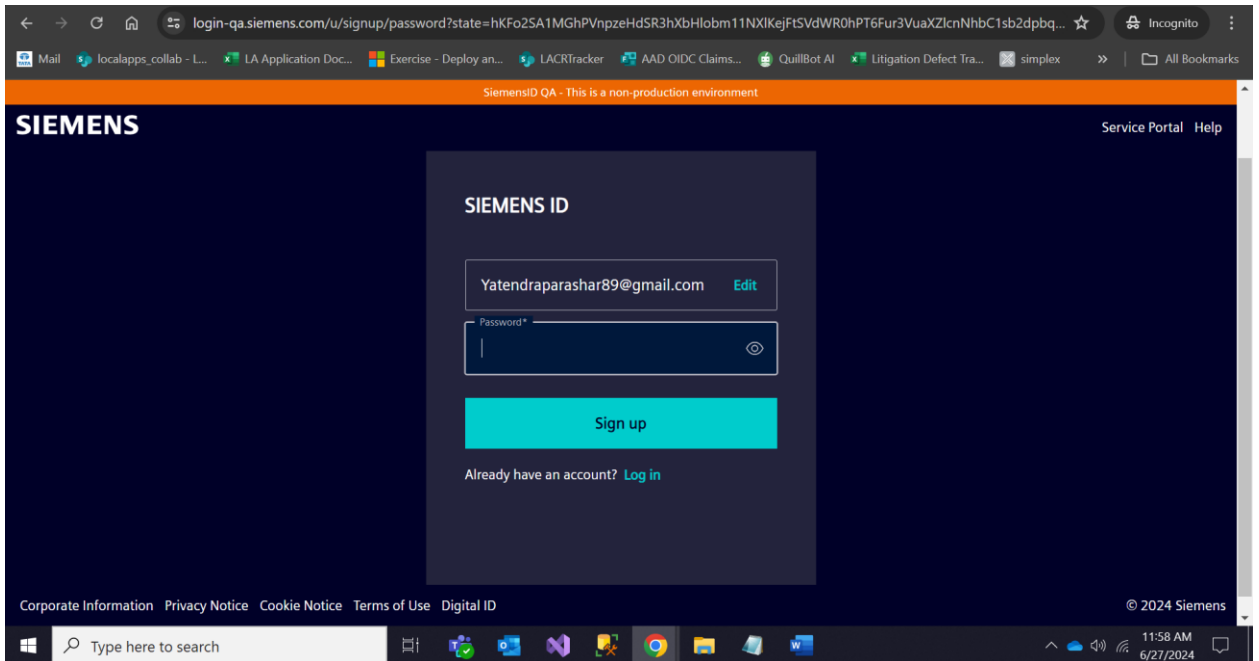 login-qa.siemens.com/u/signup/password?state=hKFo2SA1MGhPVnpzeHdSR3hXbHlobm11NXlKejFtSVdWR0hPT6Fur3VuaXZlcnNhbC1sb2dpbq...
Incognito
Mail localapps_collab - L... LA Application Doc... Exercise - Deploy an... LACRTracker AAD OIDC Claims... QuillBot AI Litigation Defect Tra... simplex » All Bookmarks
SiemensID QA - This is a non-production environment
SIEMENS
Service Portal Help
SIEMENS ID
Yatendraparashar89@gmail.com Edit
Password*
Sign up
Already have an account? Log in
Corporate Information Privacy Notice Cookie Notice Terms of Use Digital ID © 2024 Siemens
Type here to search
11:58 AM
6/27/2024